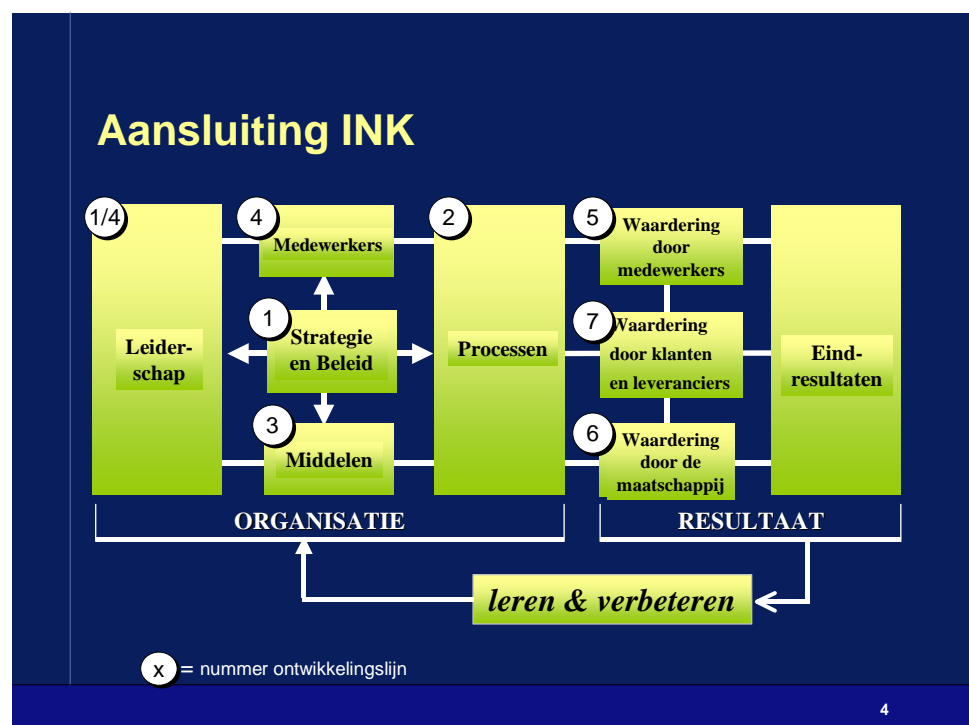 Aansluiting INK
1/4
4
2
5
Medewerkers
Waardering
door
medewerkers
1
7
Leider-
schap
Strategie
en Beleid
Processen
Waardering
door klanten
en leveranciers
Eind-
resultaten
3
6
Middelen
Waardering
door de
maatschappij
ORGANISATIE
RESULTAAT
leren & verbeteren
x = nummer ontwikkelingslijn
4